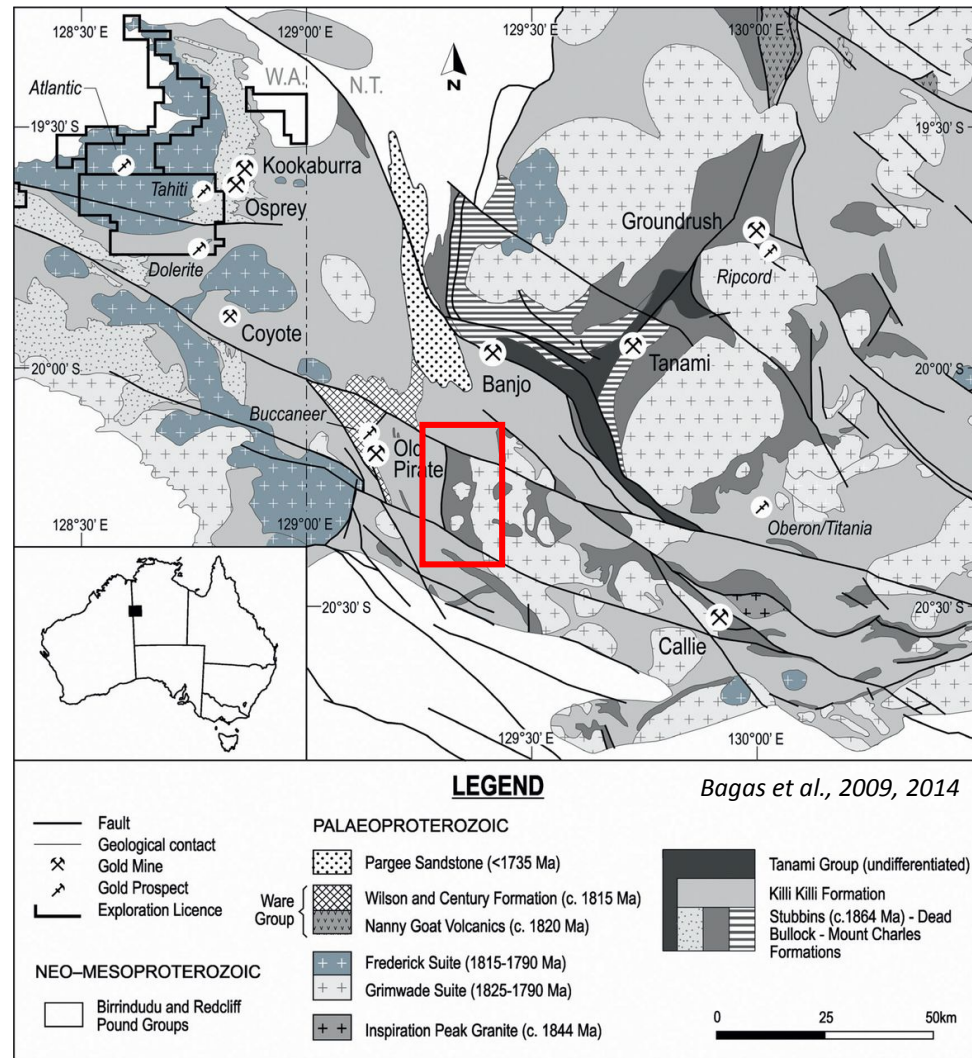 128°30' E
129°00' E
129°30' E
130°00' E
W.A.
N.T.
N
Atlantic
19°30' S
19°30' S
Kookaburra
Tahiti
Osprey
Groundrush
Dolerite
Ripcord
Coyote
Tanami
20°00' S
Banjo
20°00' S
Buccaneer
Old
Pirate
128°30' E
129°00' E
Oberon/Titania
20°30' S
20°30' S
Callie
129°30' E
130°00' E
LEGEND
Bagas et al., 2009, 2014
Fault
Geological contact
Gold Mine
Gold Prospect
Exploration Licence
NEO–MESOPROTEROZOIC
Birrindudu and Redcliff
Pound Groups
PALAEOPROTEROZOIC
Pargee Sandstone (<1735 Ma)
Ware
Group
Wilson and Century Formation (c. 1815 Ma)
Nanny Goat Volcanics (c. 1820 Ma)
Frederick Suite (1815-1790 Ma)
Grimwade Suite (1825-1790 Ma)
Inspiration Peak Granite (c. 1844 Ma)
Tanami Group (undifferentiated)
Killi Killi Formation
Stubbins (c.1864 Ma) - Dead
Bullock - Mount Charles
Formations
0
25
50km